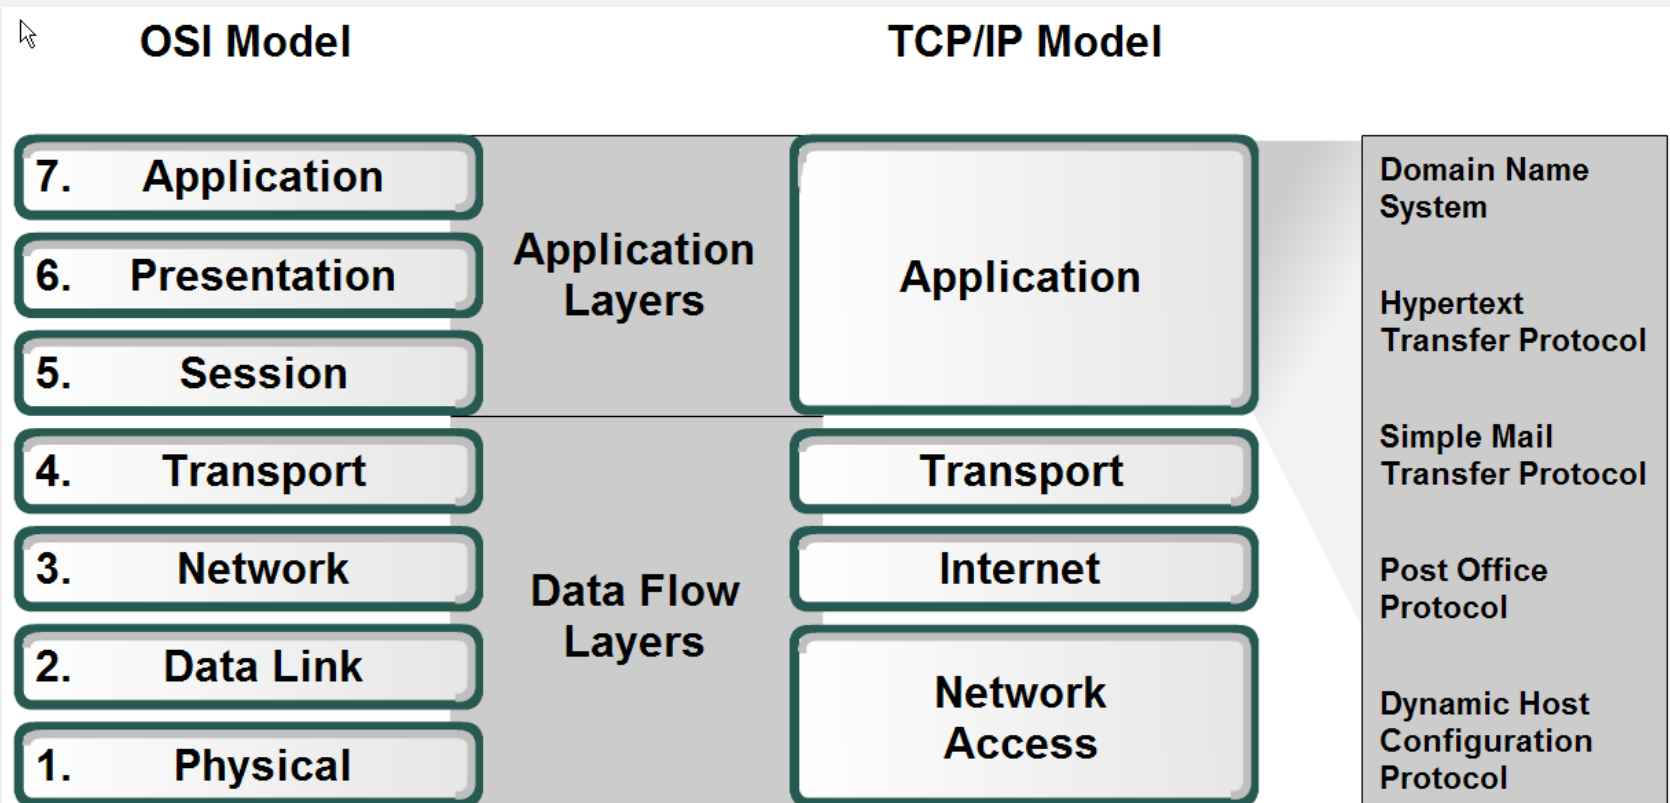 OSI Model
TCP/IP Model
7. Application
6. Presentation
5. Session
4. Transport
3. Network
2. Data Link
1. Physical
Application
Layers
Data Flow
Layers
Application
Transport
Internet
Network
Access
Domain Name
System
Hypertext
Transfer Protocol
Simple Mail
Transfer Protocol
Post Office
Protocol
Dynamic Host
Configuration
Protocol